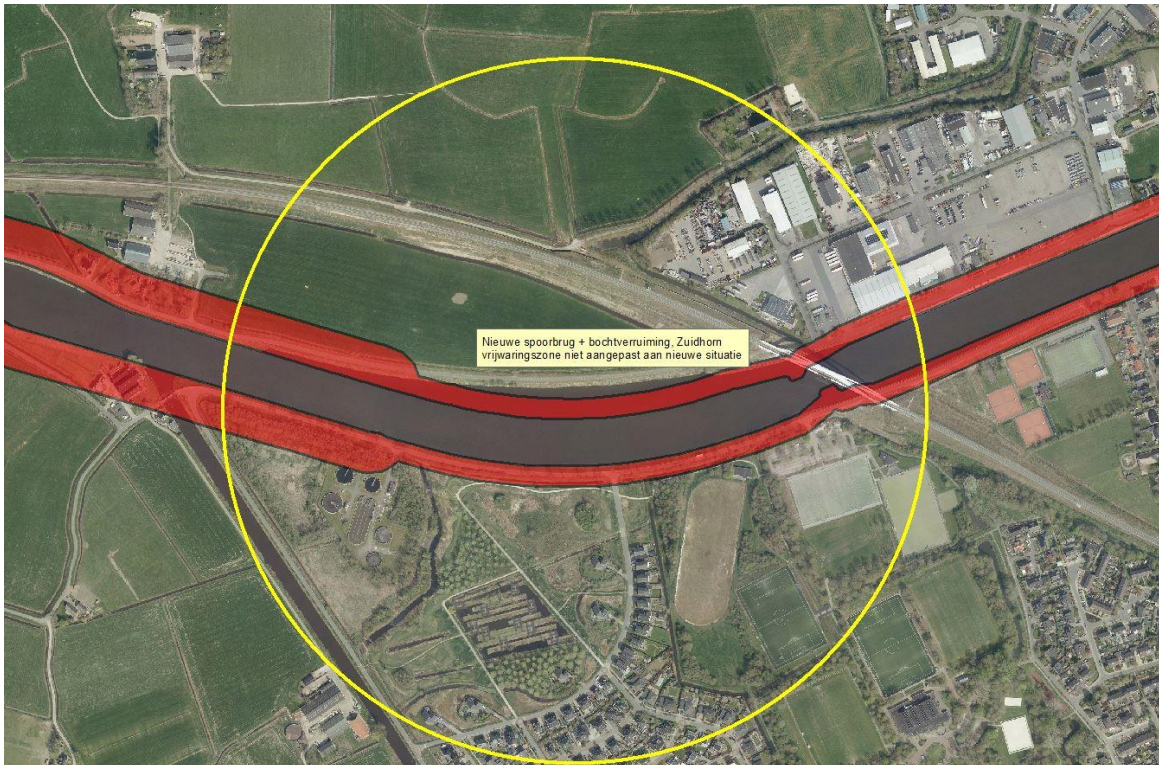 Nieuwe spoorbrug + bochtverruiming, Zuidhorn
vrijwaringszone niet aangepast aan nieuwe situatie